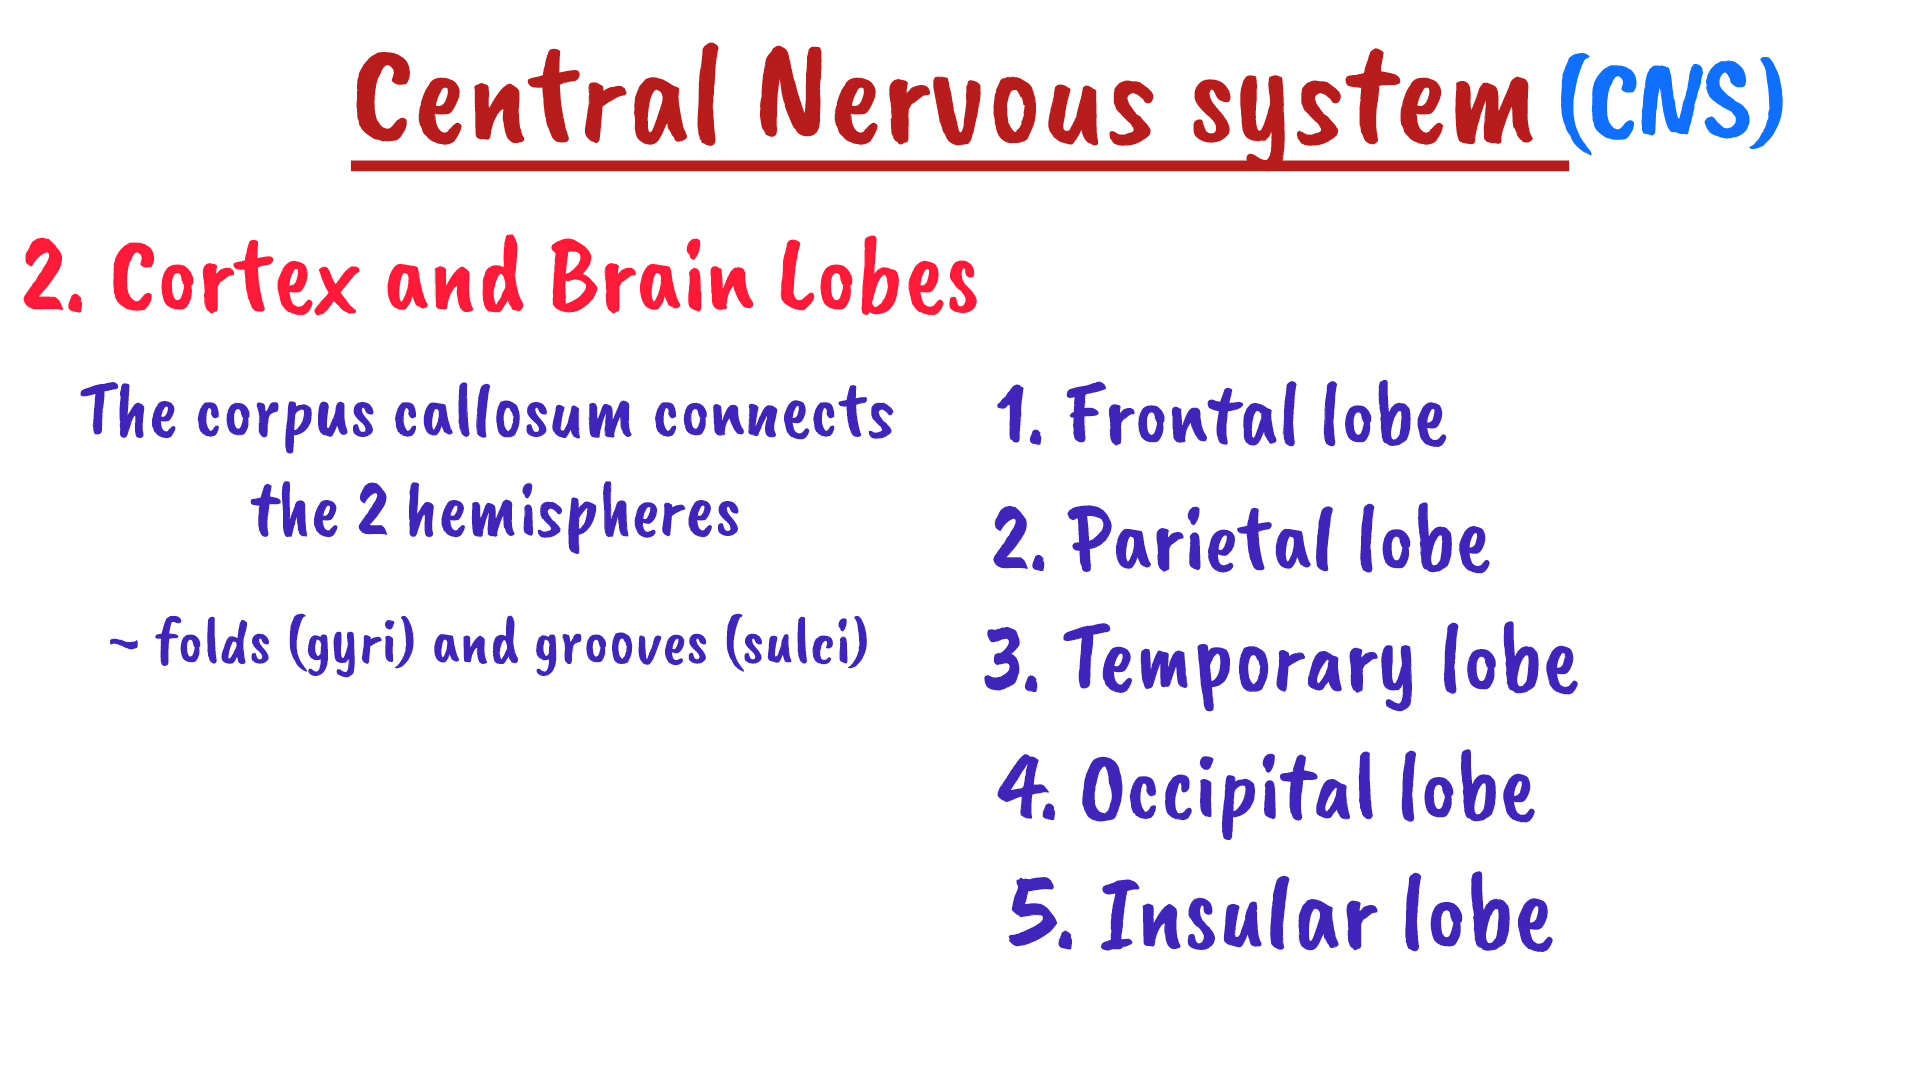 Central Nervous system (CNS)
2. Cortex and Brain Lobes
The corpus callosum connects
the 2 hemispheres
~ folds (gyri) and grooves (sulci)
1. Frontal lobe
2. Parietal lobe
3. Temporary lobe
4. Occipital lobe
5. Insular lobe